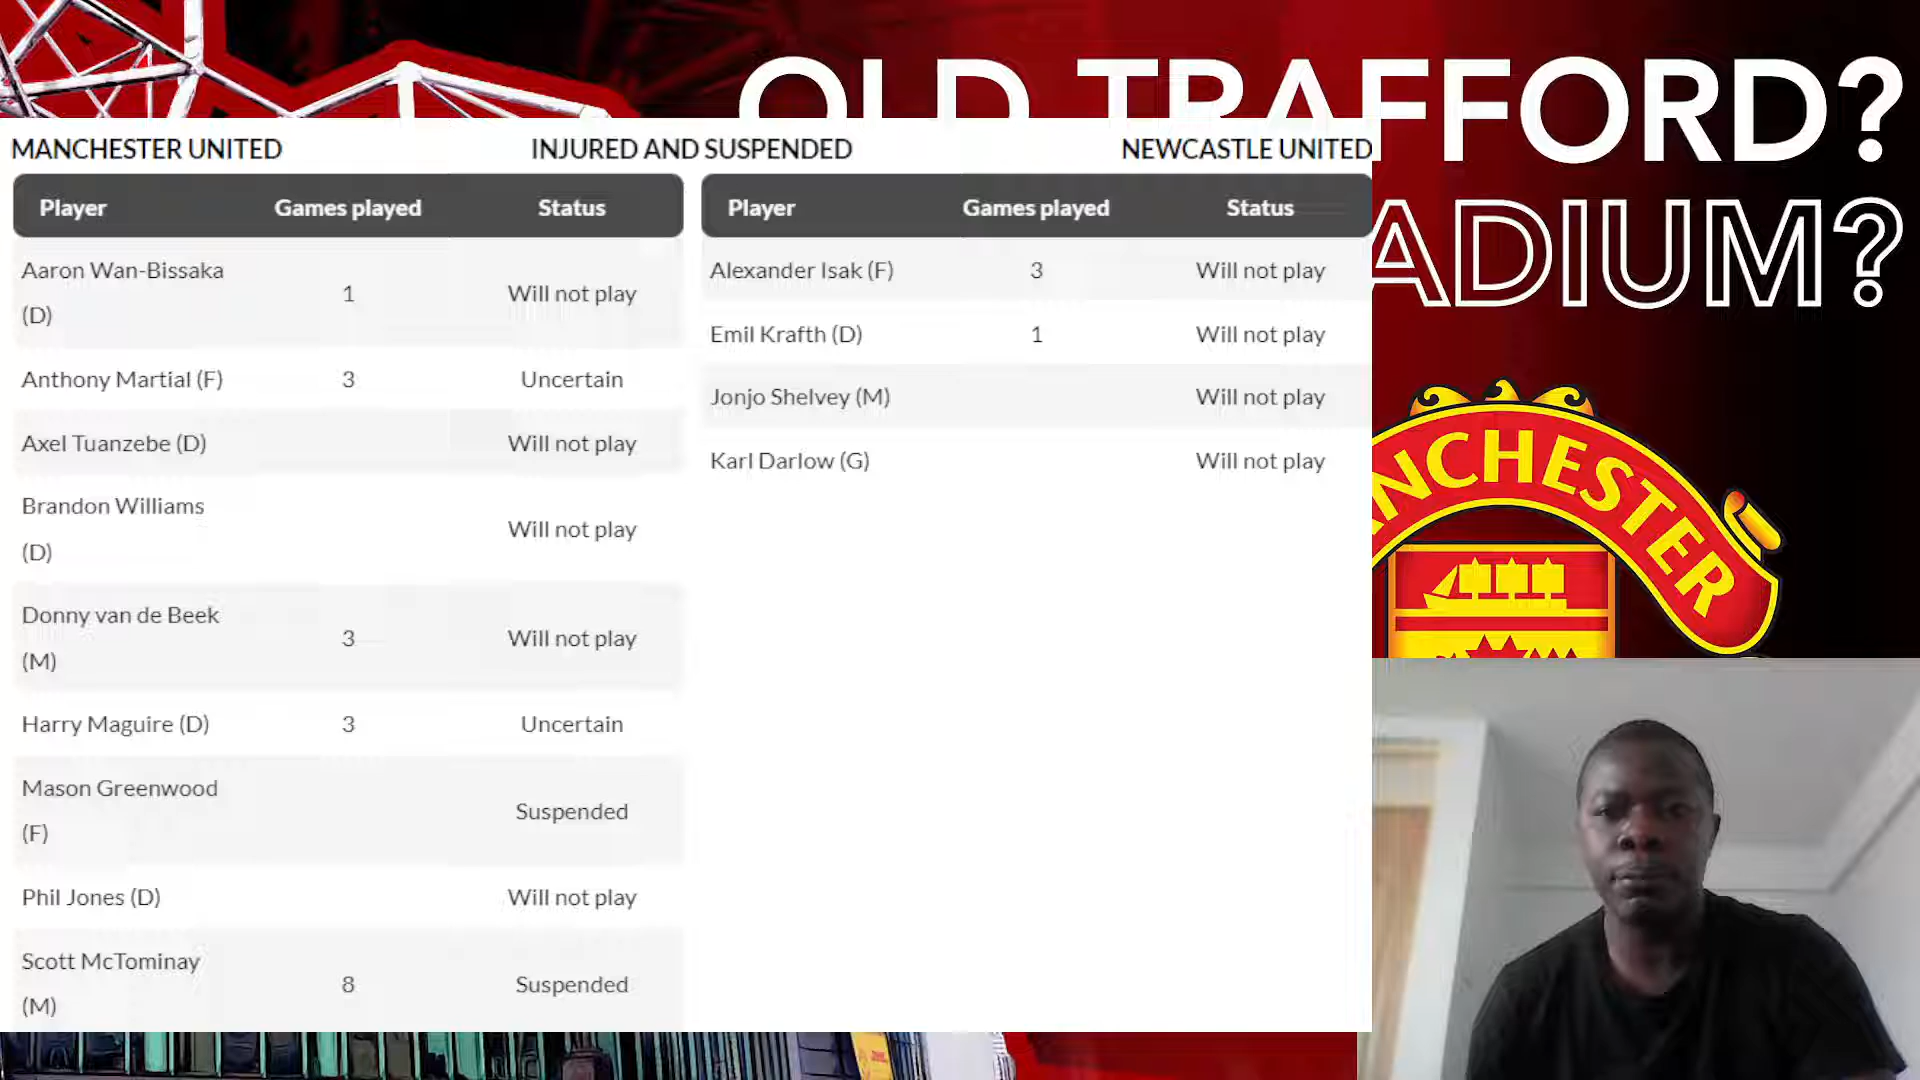 OLD TRAFFORD?
ADIUM?
MANCHESTER UNITED INJURED AND SUSPENDED NEWCASTLE UNITED
Player Games played Status
Aaron Wan-Bissaka
(D) 1 Will not play
Anthony Martial (F) 3 Uncertain
Axel Tuanzebe (D) Will not play
Brandon Williams
(D) Will not play
Donny van de Beek
(M) 3 Will not play
Harry Maguire (D) 3 Uncertain
Mason Greenwood
(F) Suspended
Phil Jones (D) Will not play
Scott McTominay
(M) 8 Suspended
Player Games played Status
Alexander Isak (F) 3 Will not play
Emil Krafth (D) 1 Will not play
Jonjo Shelvey (M) Will not play
Karl Darlow (G) Will not play
NCHESTER